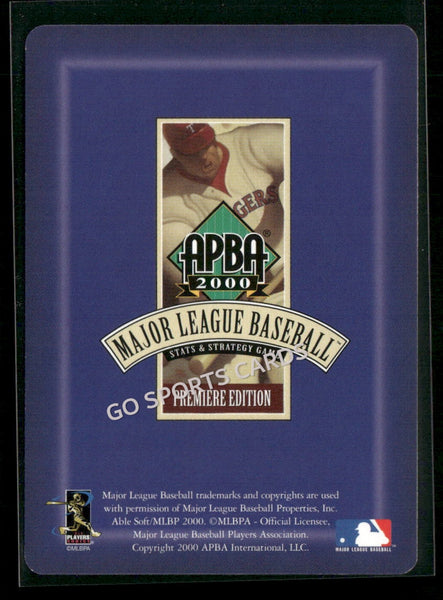 T
GERS
APBA®
2000
MAJOR LEAGUE BASEBALL™
STATS & STRATEGY GAME
GO SPORTS CARDS
PREMIERE EDITION
Major League Baseball trademarks and copyrights are used
with permission of Major League Baseball Properties, Inc.
Able Soft/MLBP 2000. ©MLBPA - Official Licensee,
Major League Baseball Players Association.
Copyright 2000 APBA International, LLC.
PLAYERS
CHOICE
©MLBPA
MAJOR LEAGUE BASEBALL